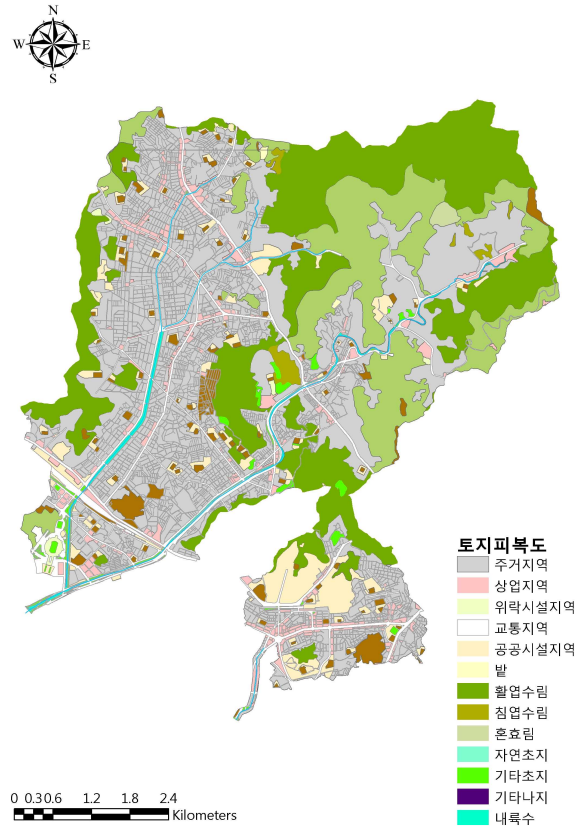 N
W E
S
토지피복도
주거지역
상업지역
위락시설지역
교통지역
공공시설지역
밭
활엽수림
침엽수림
혼효림
자연초지
기타초지
기타나지
내륙수
0 0.30.6 1.2 1.8 2.4
Kilometers